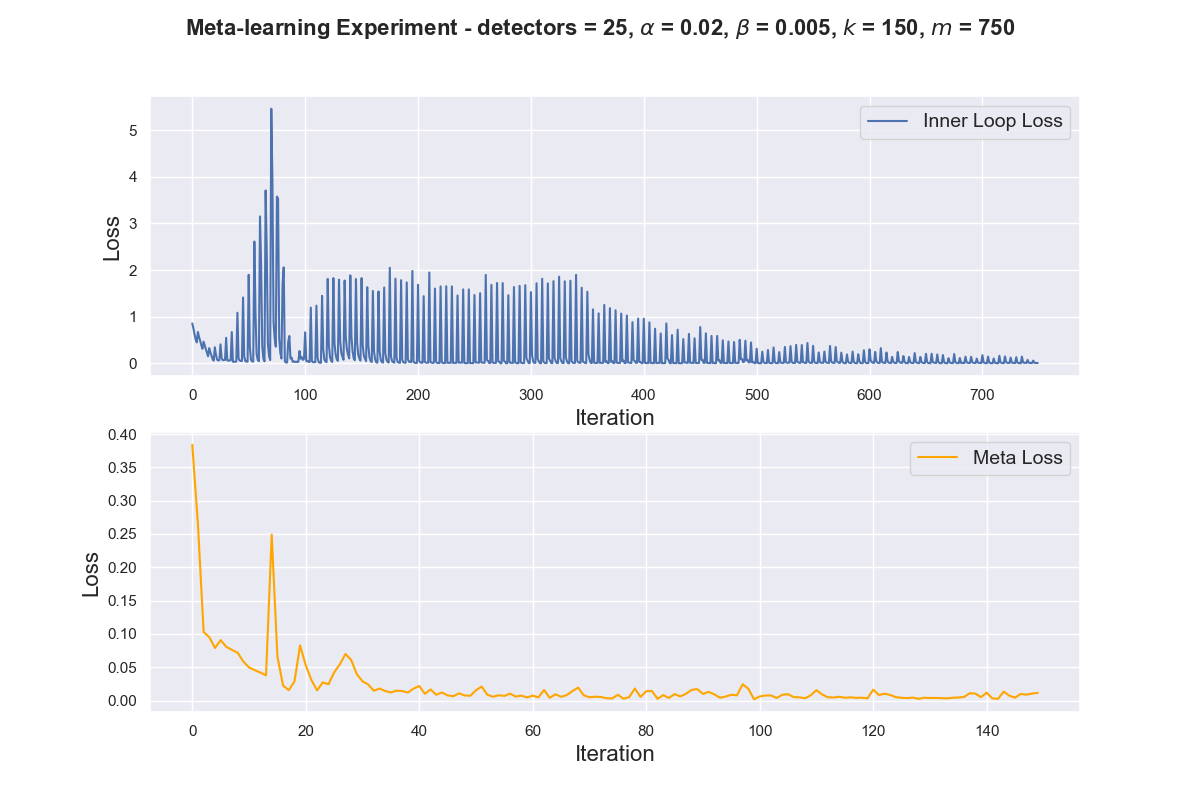 Meta-learning Experiment - detectors = 25, α = 0.02, β = 0.005, k = 150, m = 750
Inner Loop Loss
Loss
5
4
3
2
1
0
0 100 200 300 400 500 600 700
Iteration
Meta Loss
Loss
0.40
0.35
0.30
0.25
0.20
0.15
0.10
0.05
0.00
0 20 40 60 80 100 120 140
Iteration